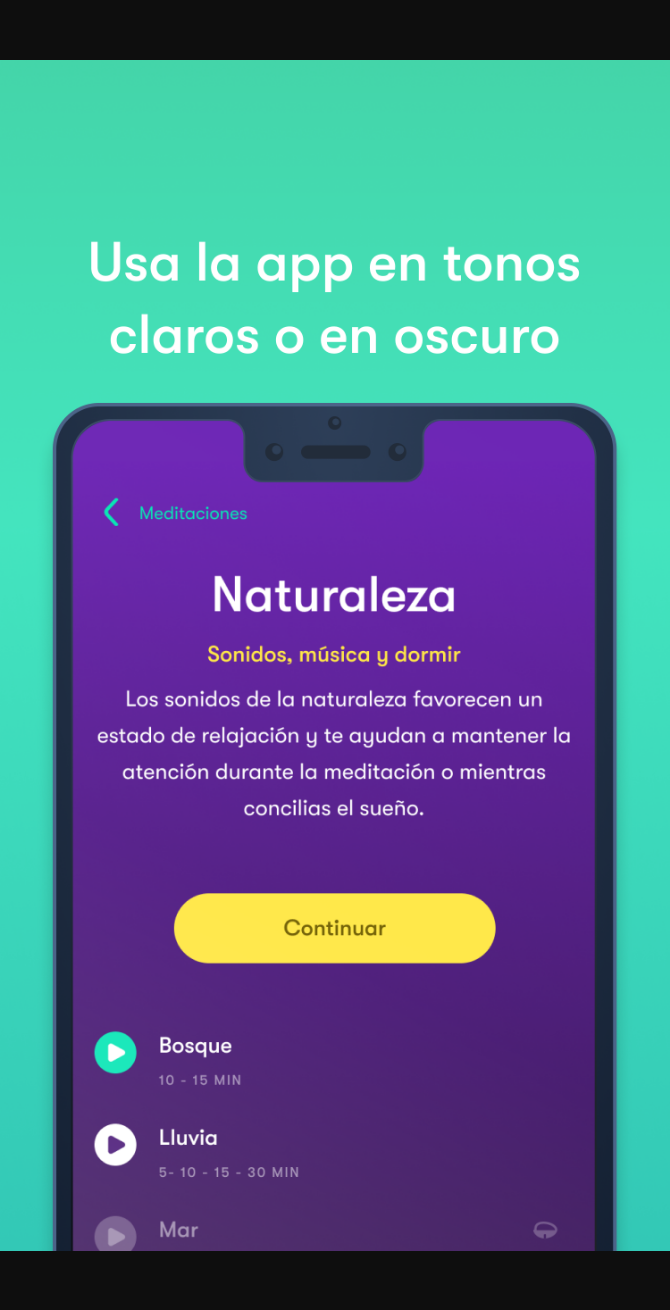 Usa la app en tonos
claros o en oscuro
Meditaciones
Naturaleza
Sonidos, música y dormir
Los sonidos de la naturaleza favorecen un
estado de relajación y te ayudan a mantener la
atención durante la meditación o mientras
concilias el sueño.
Continuar
Bosque
10 - 15 MIN
Lluvia
5- 10 - 15 - 30 MIN
Mar